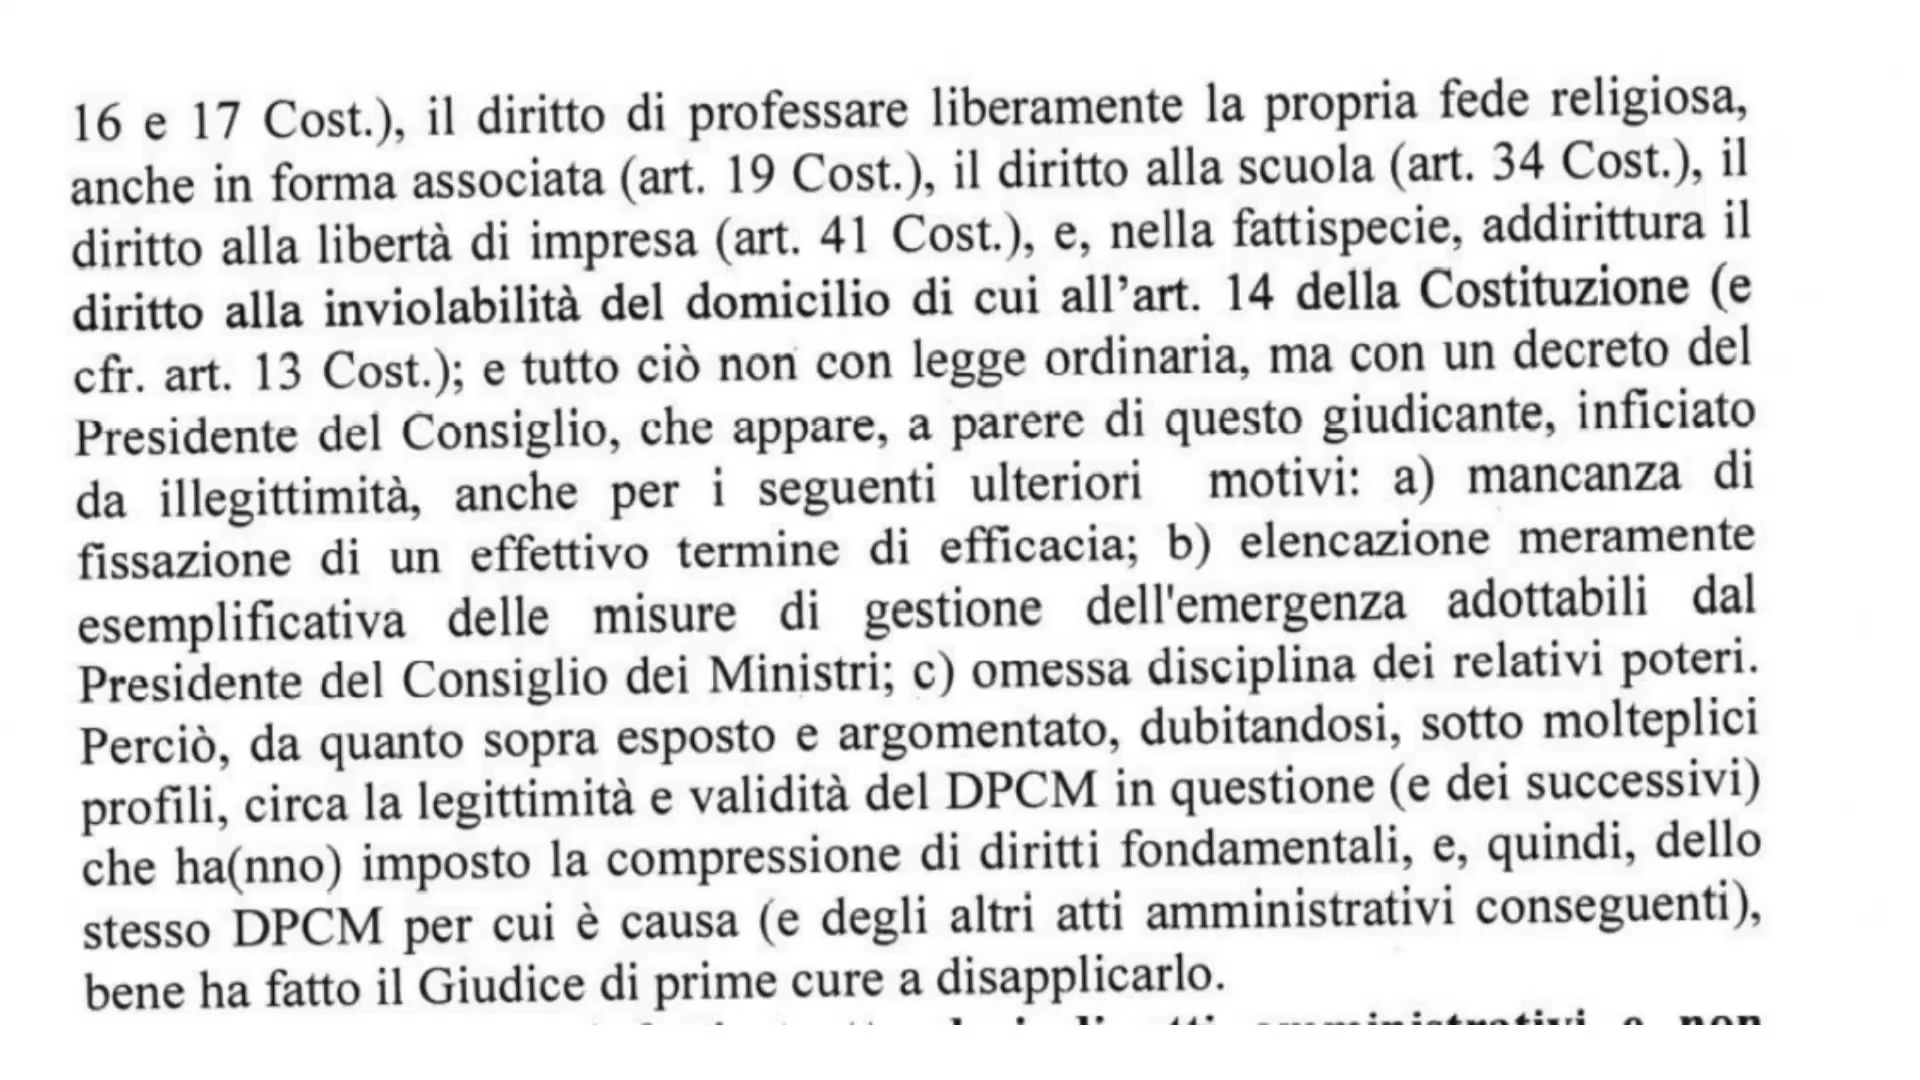 16 e 17 Cost.), il diritto di professare liberamente la propria fede religiosa,
anche in forma associata (art. 19 Cost.), il diritto alla scuola (art. 34 Cost.), il
diritto alla libertà di impresa (art. 41 Cost.), e, nella fattispecie, addirittura il
diritto alla inviolabilità del domicilio di cui all’art. 14 della Costituzione (e
cfr. art. 13 Cost.); e tutto ciò non con legge ordinaria, ma con un decreto del
Presidente del Consiglio, che appare, a parere di questo giudicante, inficiato
da illegittimità, anche per i seguenti ulteriori motivi: a) mancanza di
fissazione di un effettivo termine di efficacia; b) elencazione meramente
esemplificativa delle misure di gestione dell'emergenza adottabili dal
Presidente del Consiglio dei Ministri; c) omessa disciplina dei relativi poteri.
Perciò, da quanto sopra esposto e argomentato, dubitandosi, sotto molteplici
profili, circa la legittimità e validità del DPCM in questione (e dei successivi)
che ha(nno) imposto la compressione di diritti fondamentali, e, quindi, dello
stesso DPCM per cui è causa (e degli altri atti amministrativi conseguenti),
bene ha fatto il Giudice di prime cure a disapplicarlo.
amministrativi e non